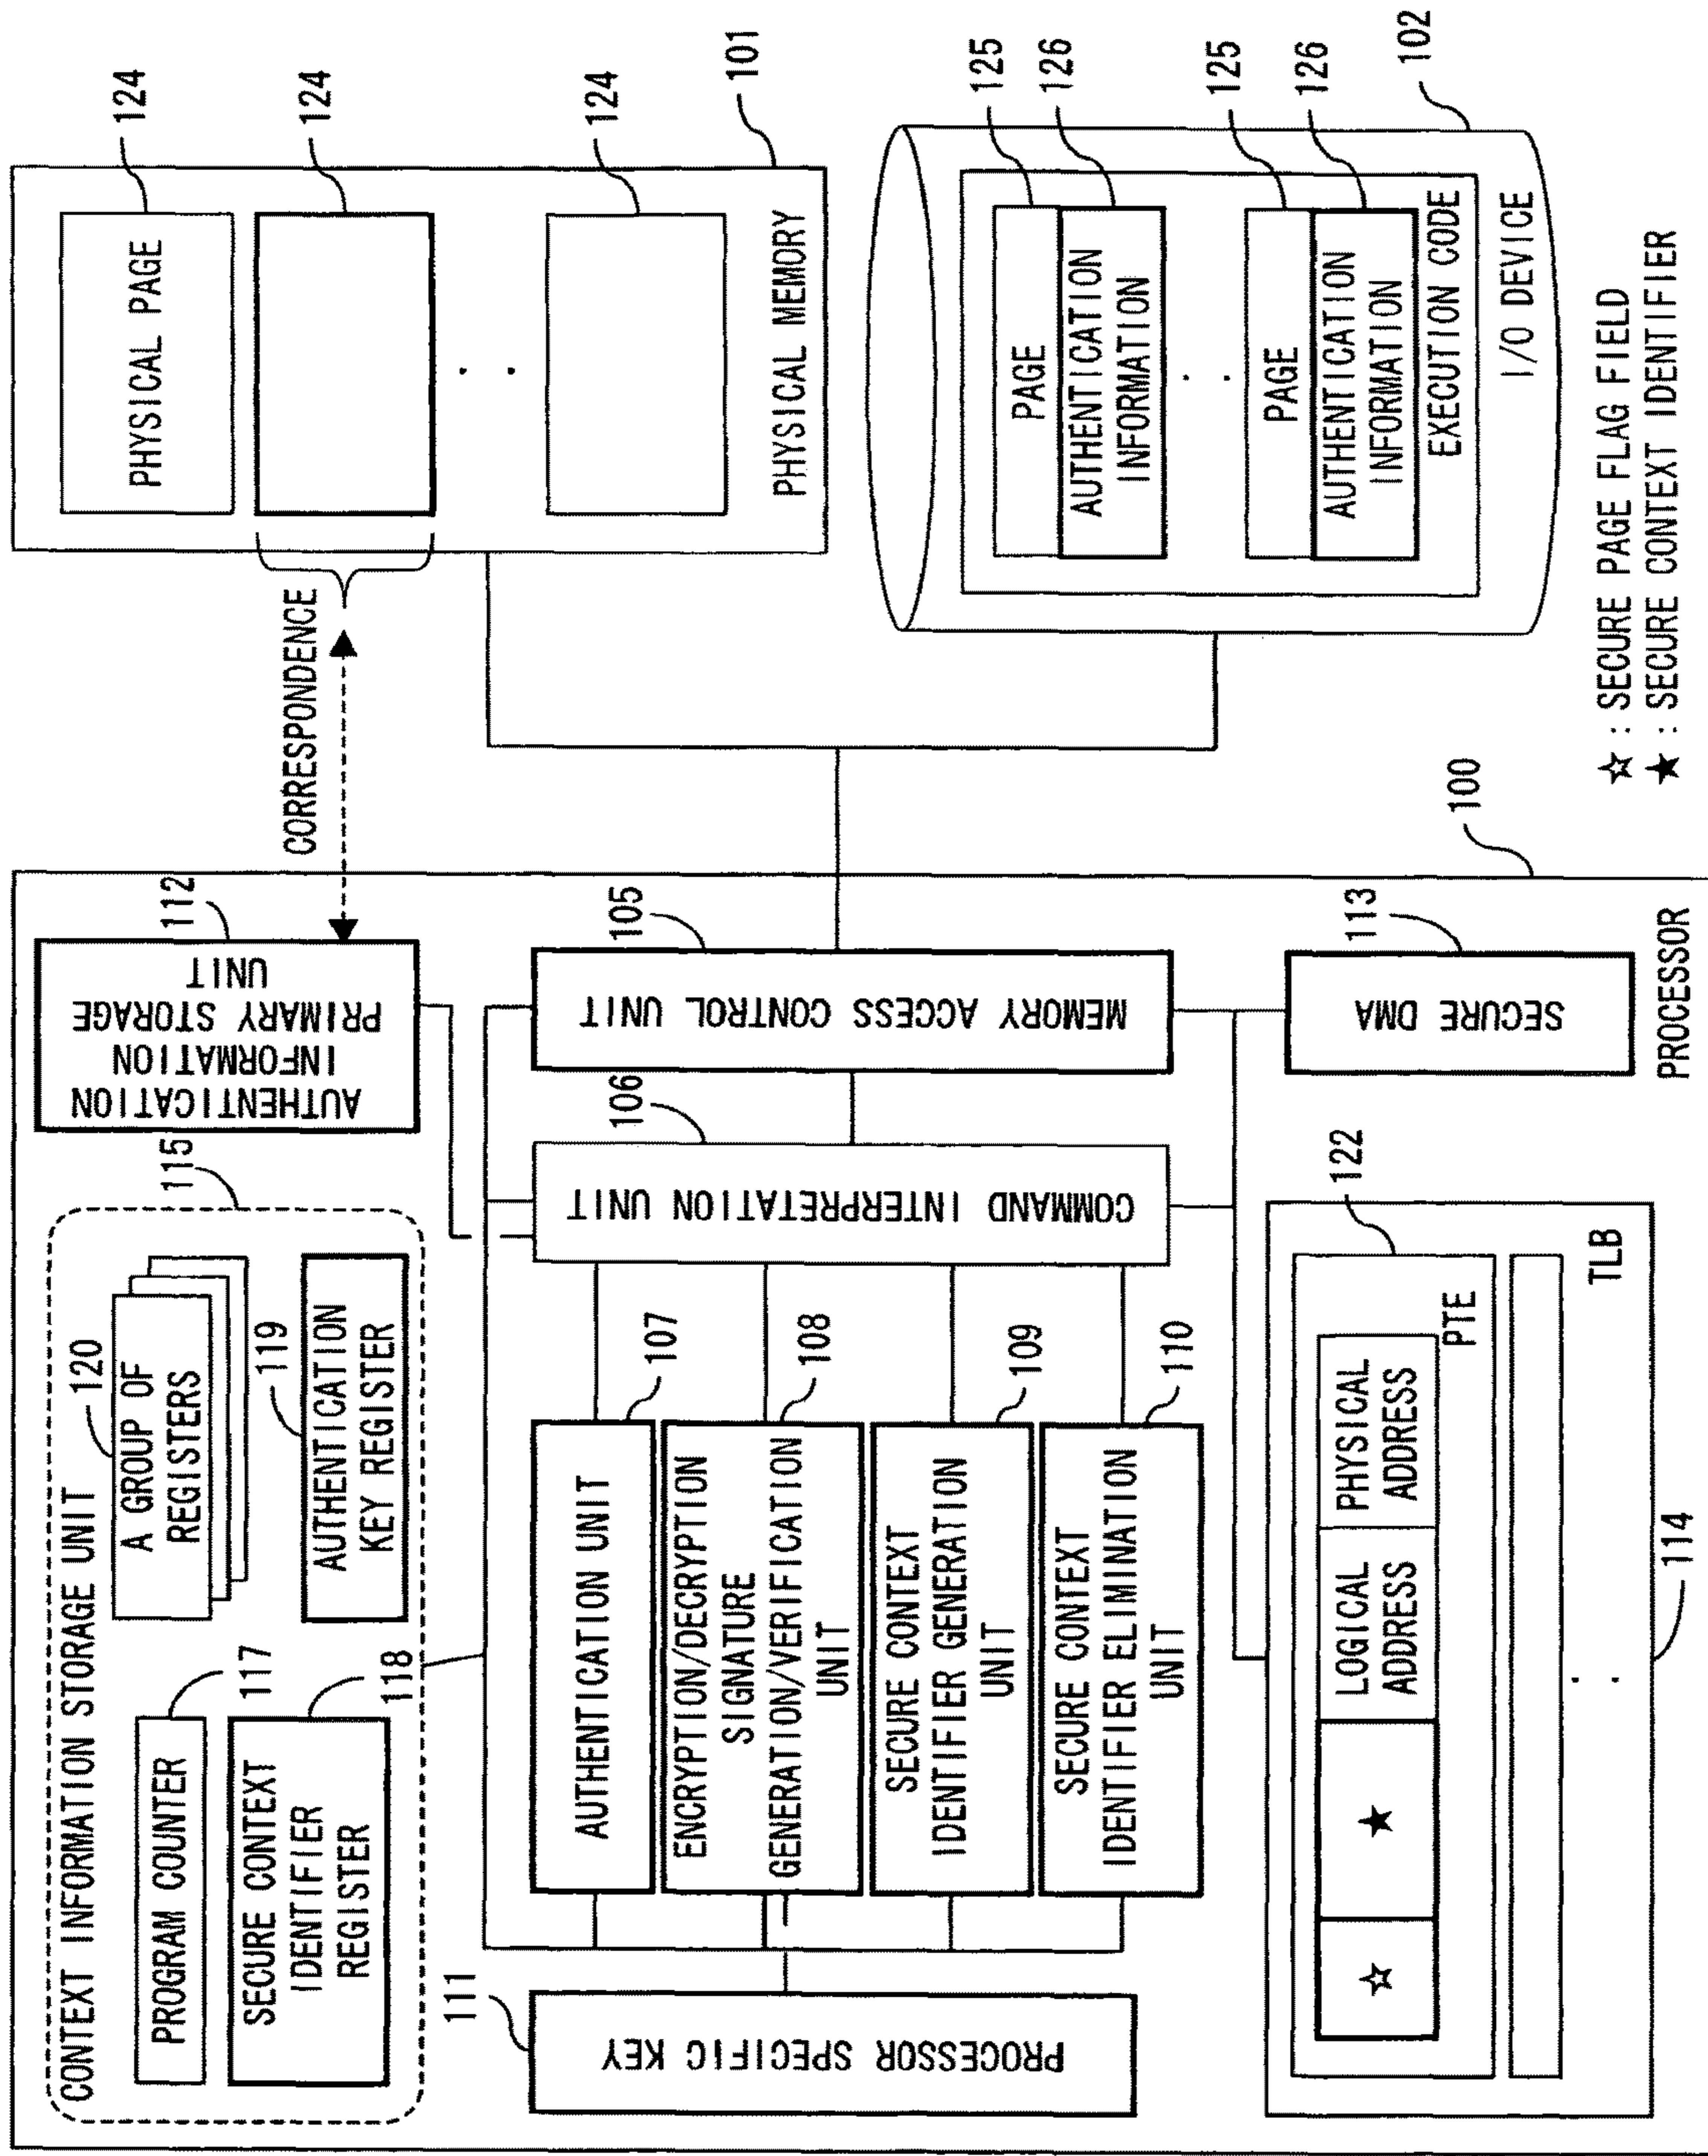 CONTEXT INFORMATION STORAGE UNIT
115
PROGRAM COUNTER
117
SECURE CONTEXT
IDENTIFIER
REGISTER
118
120
A GROUP OF
REGISTERS
119
AUTHENTICATION
KEY REGISTER
AUTHENTICATION
INFORMATION
PRIMARY STORAGE
UNIT
112
CORRESPONDENCE
111
PROCESSOR SPECIFIC KEY
AUTHENTICATION UNIT
107
ENCRYPTION/DECRYPTION
SIGNATURE
GENERATION/VERIFICATION
UNIT
108
SECURE CONTEXT
IDENTIFIER GENERATION
UNIT
109
SECURE CONTEXT
IDENTIFIER ELIMINATION
UNIT
110
COMMAND INTERPRETATION UNIT
106
MEMORY ACCESS CONTROL UNIT
105
☆
★
LOGICAL
ADDRESS
PHYSICAL
ADDRESS
PTE
122
. .
TLB
114
SECURE DMA
113
PROCESSOR
100
PHYSICAL PAGE
124
124
. .
124
PHYSICAL MEMORY
101
PAGE
125
AUTHENTICATION
INFORMATION
126
. .
PAGE
125
AUTHENTICATION
INFORMATION
126
EXECUTION CODE
I/O DEVICE
102
☆ : SECURE PAGE FLAG FIELD
★ : SECURE CONTEXT IDENTIFIER